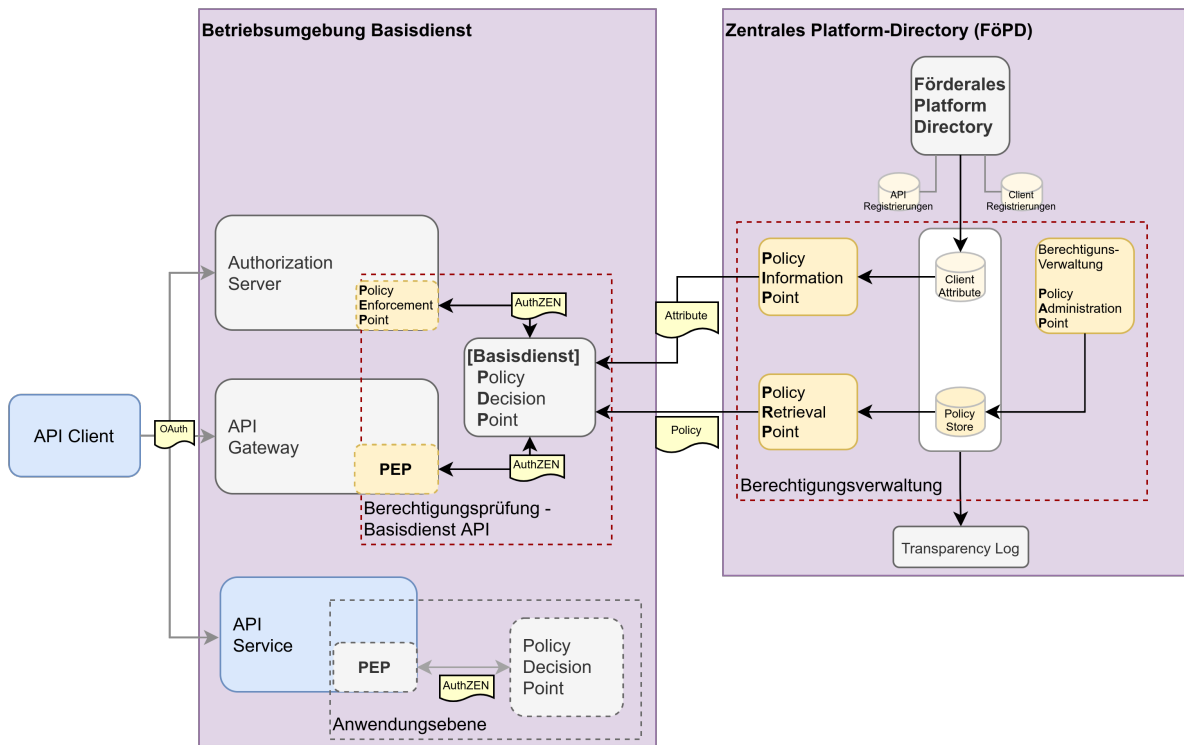 Betriebsumgebung Basisdienst
Authorization
Server
Policy
Enforcement
Point
AuthZEN
[Basisdienst]
Policy
Decision
Point
API Client
OAuth
API
Gateway
PEP
AuthZEN
Berechtigungsprüfung -
Basisdienst API
API
Service
PEP
AuthZEN
Policy
Decision
Point
Anwendungsebene
Attribute
Policy
Zentrales Platform-Directory (FöPD)
Förderales
Platform
Directory
API
Registrierungen
Client
Registrierungen
Policy
Information
Point
Client
Attribute
Berechtiguns-
Verwaltung
Policy
Administration
Point
Policy
Retrieval
Point
Policy
Store
Berechtigungsverwaltung
Transparency Log